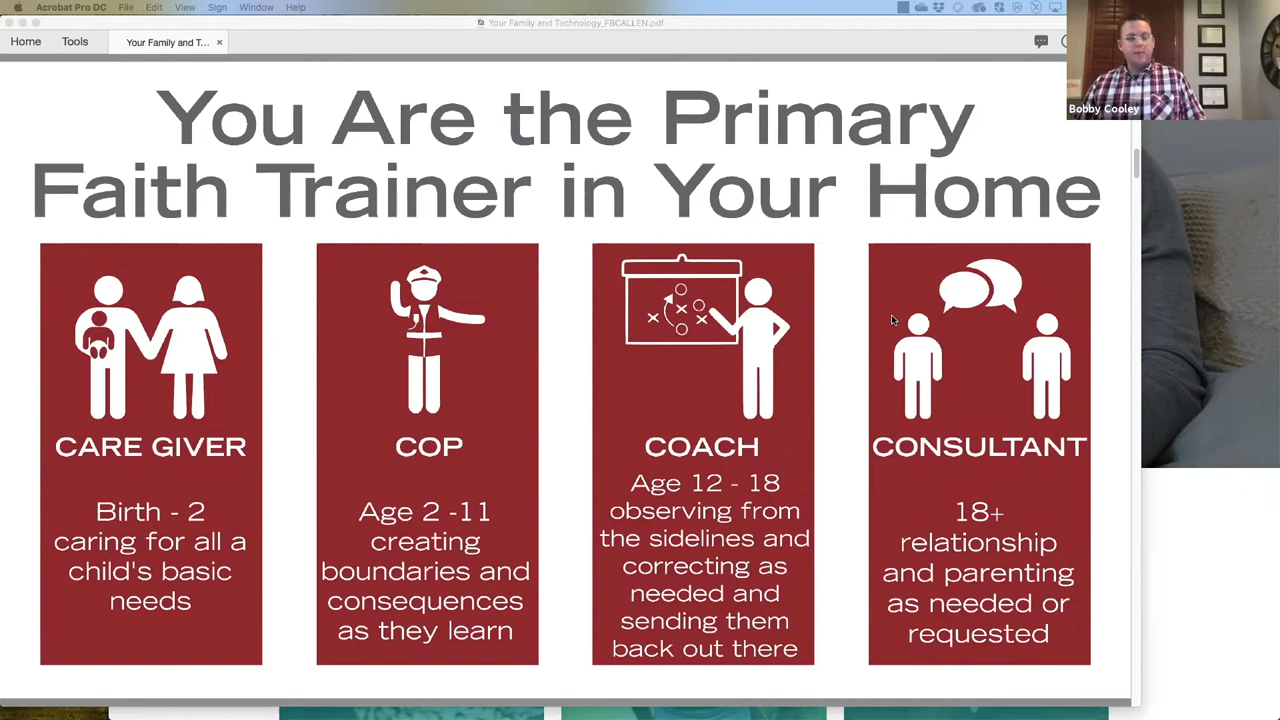 Acrobat Pro DC File Edit View Sign Window Help
Your Family and Technology_FBCALLEN.pdf
Home Tools Your Family and T... ×
Bobby Cooley
You Are the Primary
Faith Trainer in Your Home
CARE GIVER
Birth - 2
caring for all a
child's basic
needs
COP
Age 2 -11
creating
boundaries and
consequences
as they learn
COACH
Age 12 - 18
observing from
the sidelines and
correcting as
needed and
sending them
back out there
CONSULTANT
18+
relationship
and parenting
as needed or
requested